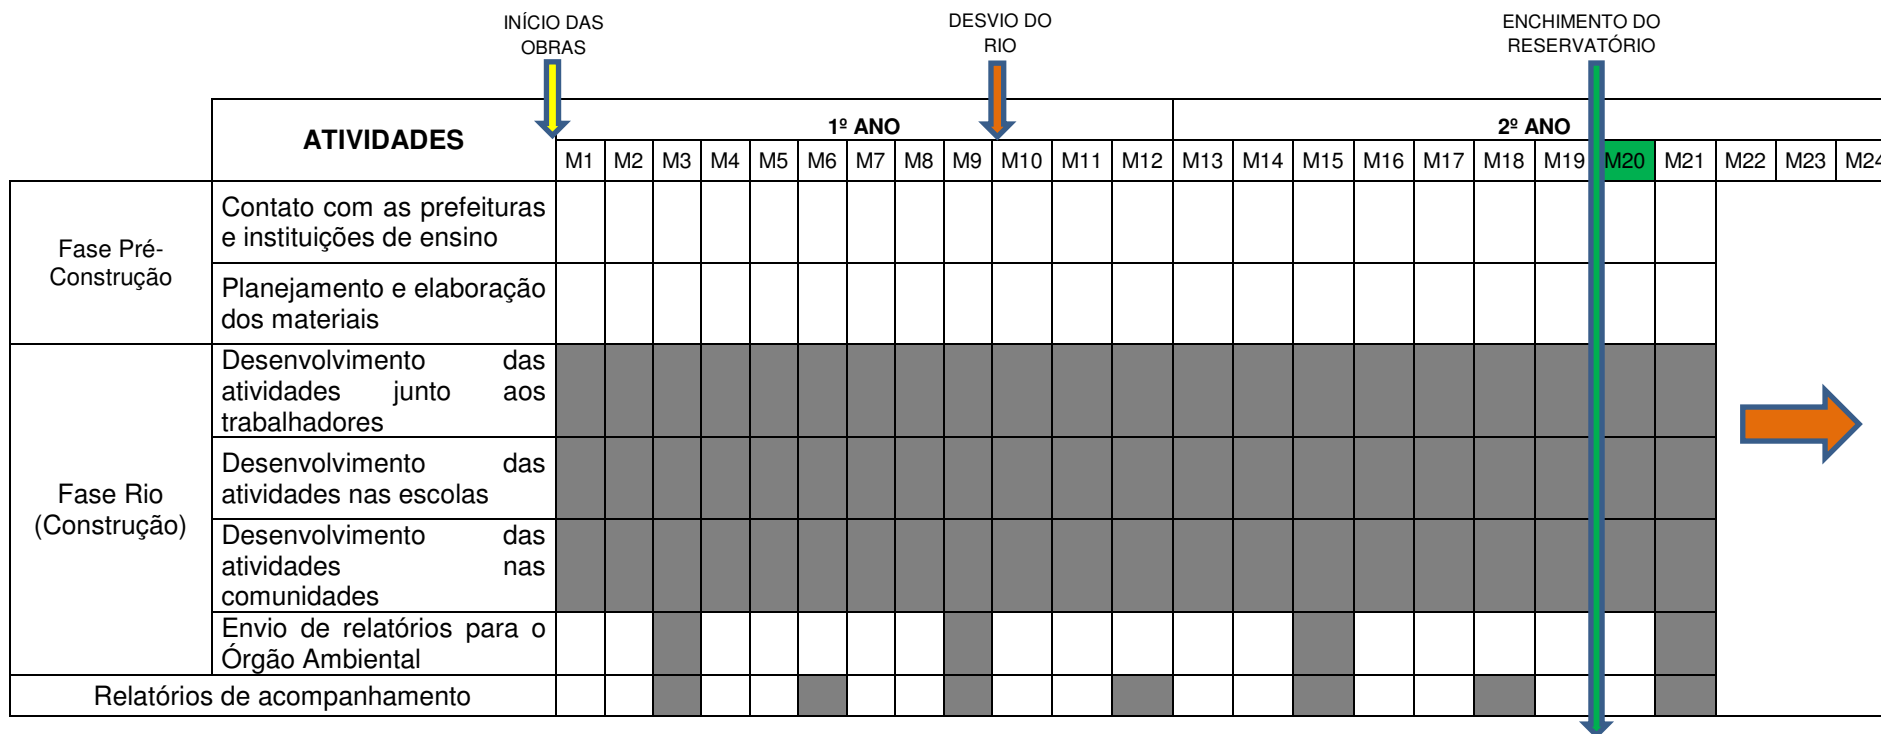 INÍCIO DAS
OBRAS
DESVIO DO
RIO
ENCHIMENTO DO
RESERVATÓRIO
ATIVIDADES
1º ANO
2º ANO
M1 M2 M3 M4 M5 M6 M7 M8 M9 M10 M11 M12 M13 M14 M15 M16 M17 M18 M19 M20 M21 M22 M23 M24
Fase Pré-
Construção
Contato com as prefeituras
e instituições de ensino
Planejamento e elaboração
dos materiais
Fase Rio
(Construção)
Desenvolvimento das
atividades junto aos
trabalhadores
Desenvolvimento das
atividades nas escolas
Desenvolvimento das
atividades nas
comunidades
Envio de relatórios para o
Órgão Ambiental
Relatórios de acompanhamento